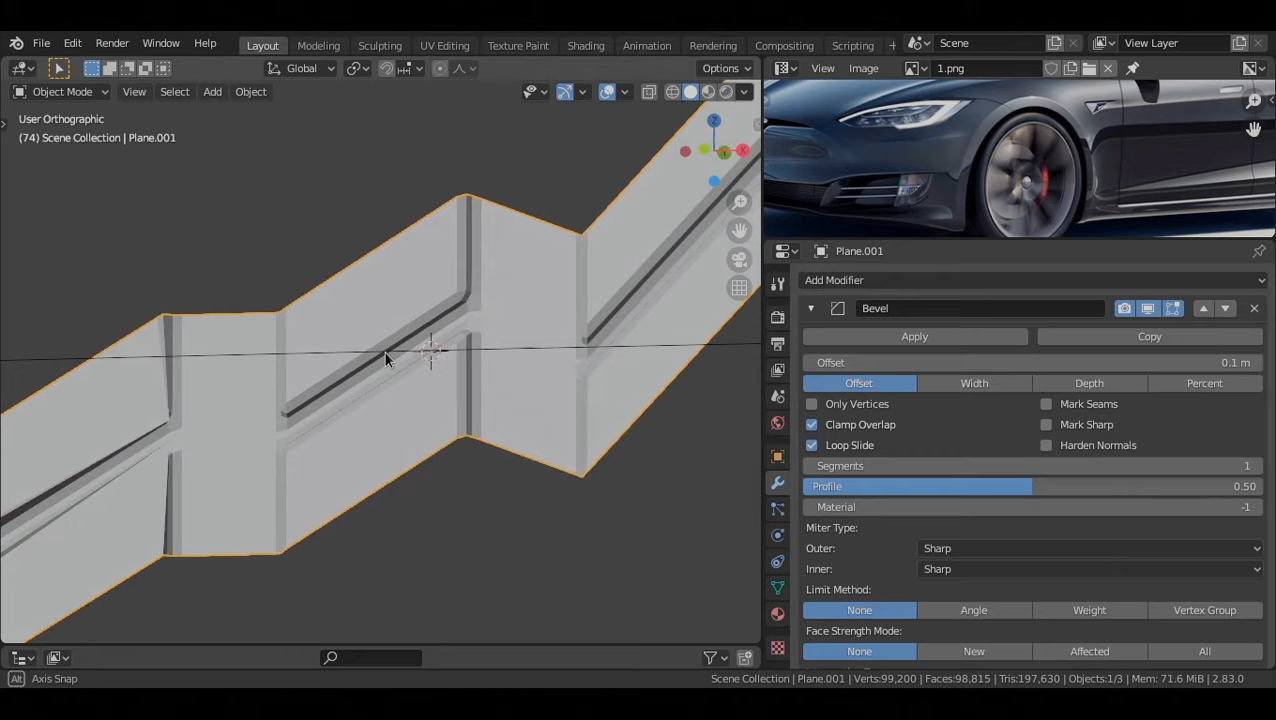 File Edit Render Window Help Layout Modeling Sculpting UV Editing Texture Paint Shading Animation Rendering Compositing Scripting + Scene View Layer
Global Options View Image 1.png
Object Mode View Select Add Object
User Orthographic
(74) Scene Collection | Plane.001
Z
X
Plane.001
Add Modifier
Bevel
Apply Copy
Offset 0.1 m
Offset Width Depth Percent
Only Vertices Mark Seams
Clamp Overlap Mark Sharp
Loop Slide Harden Normals
Segments 1
Profile 0.50
Material -1
Miter Type:
Outer: Sharp
Inner: Sharp
Limit Method:
None Angle Weight Vertex Group
Face Strength Mode:
None New Affected All
Alt Axis Snap Scene Collection | Plane.001 | Verts:99,200 | Faces:98,815 | Tris:197,630 | Objects:1/3 | Mem: 71.6 MiB | 2.83.0